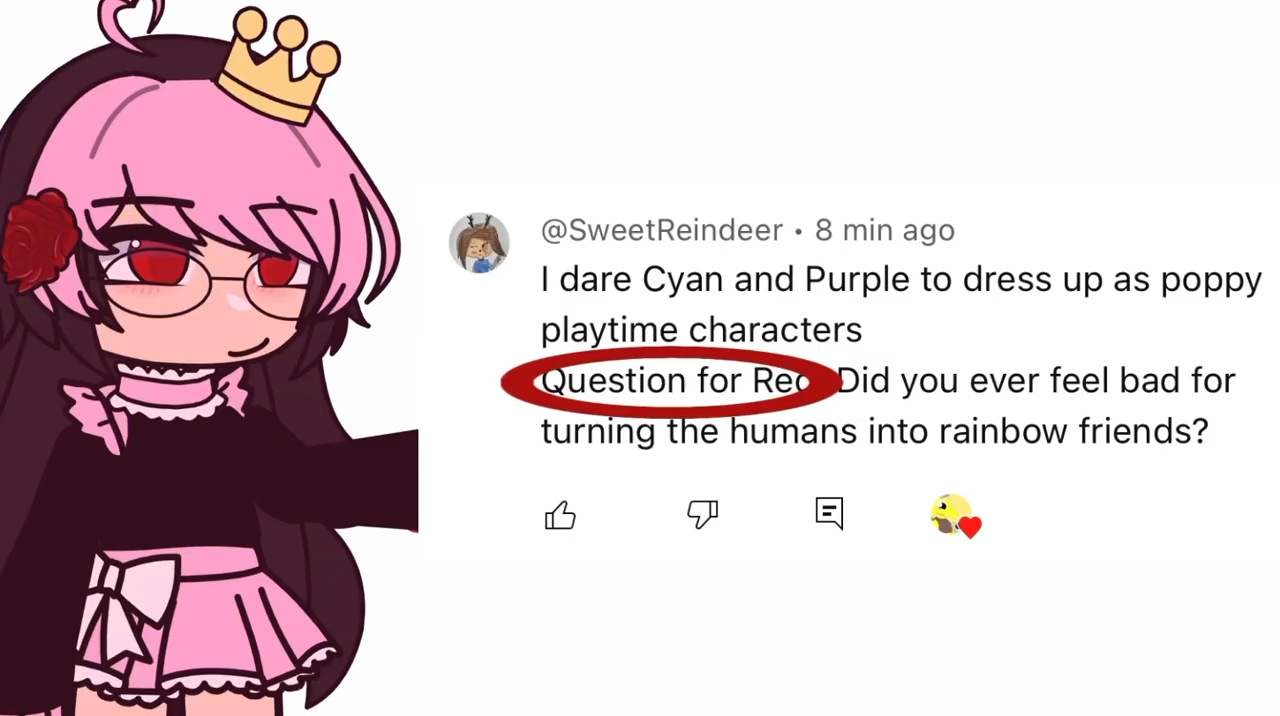 @SweetReindeer • 8 min ago
I dare Cyan and Purple to dress up as poppy
playtime characters
Question for Red Did you ever feel bad for
turning the humans into rainbow friends?